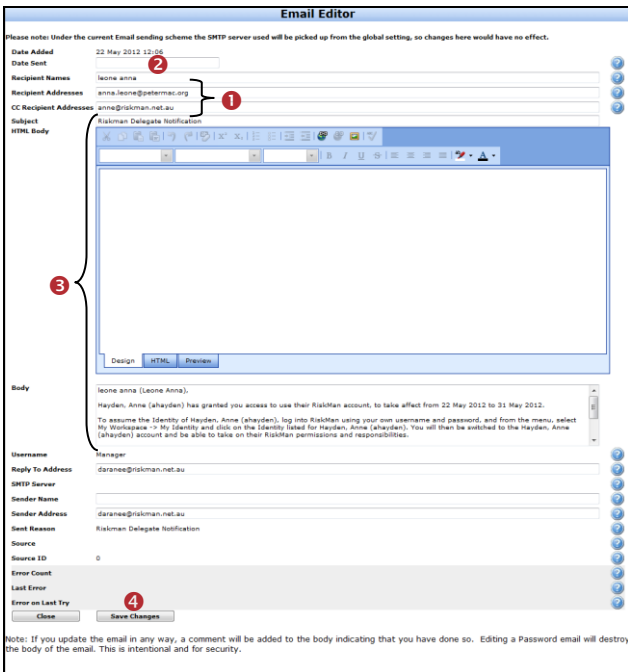 Email Editor
Please note: Under the current Email sending scheme the SMTP server used will be picked up from the global setting, so changes here would have no effect.
Date Added 22 May 2012 12:06
Date Sent 2
Recipient Names leone anna
Recipient Addresses anna.leone@petermac.org 1
CC Recipient Addresses anne@riskman.net.au
Subject Riskman Delegate Notification
HTML Body
B I U S A
3
Design HTML Preview
Body leone anna (Leone Anna),
Hayden, Anne (ahayden) has granted you access to use their RiskMan account, to take affect from 22 May 2012 to 31 May 2012.
To assume the Identity of Hayden, Anne (ahayden), log into RiskMan using your own username and password, and from the menu, select
My Workspace -> My Identity and click on the Identity listed for Hayden, Anne (ahayden). You will then be switched to the Hayden, Anne
(ahayden) account and be able to take on their RiskMan permissions and responsibilities.
Username Manager
Reply To Address daranee@riskman.net.au
SMTP Server
Sender Name
Sender Address daranee@riskman.net.au
Sent Reason Riskman Delegate Notification
Source
Source ID 0
Error Count
Last Error
Error on Last Try 4
Close Save Changes
Note: If you update the email in any way, a comment will be added to the body indicating that you have done so. Editing a Password email will destroy
the body of the email. This is intentional and for security.